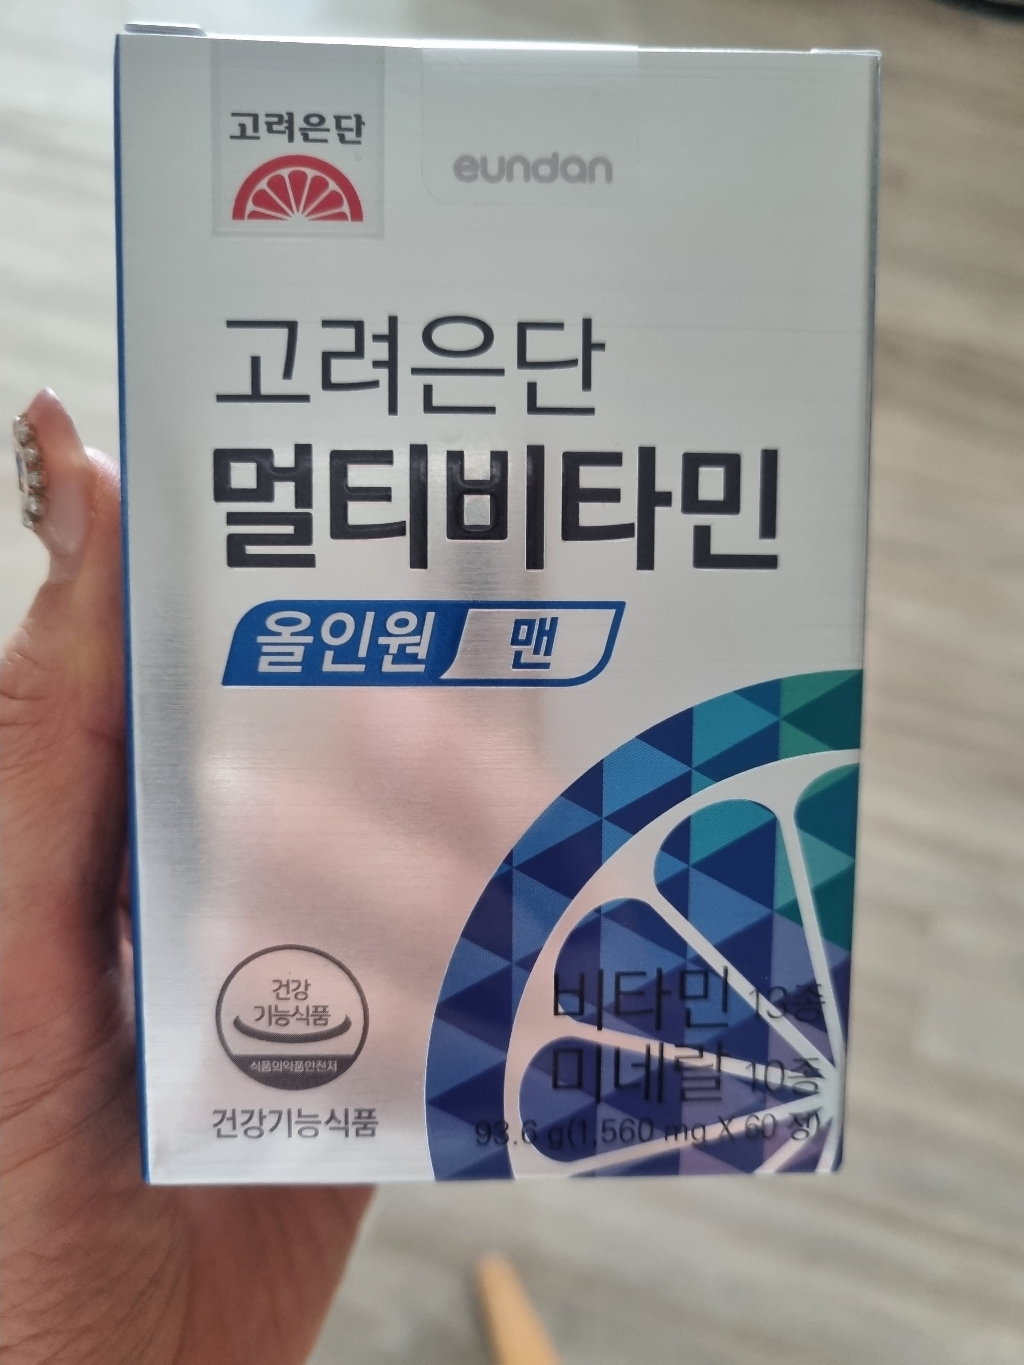 고려은단
eundan
고려은단
멀티비타민
올인원 맨
건강
기능식품
식품의약품안전처
건강기능식품
비타민 13종
미네랄 10종
93.6 g(1,560 mg X 60 정)